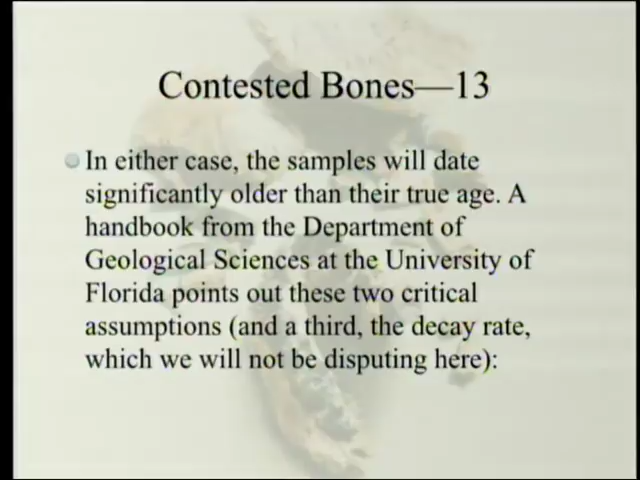 Contested Bones—13
In either case, the samples will date
significantly older than their true age. A
handbook from the Department of
Geological Sciences at the University of
Florida points out these two critical
assumptions (and a third, the decay rate,
which we will not be disputing here):